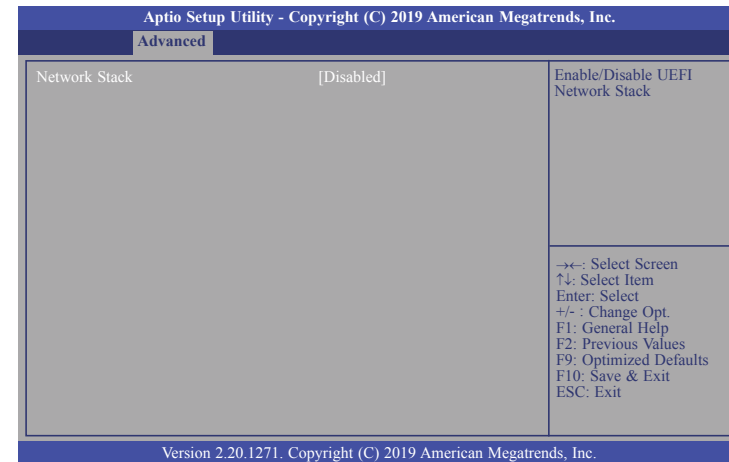 Aptio Setup Utility - Copyright (C) 2019 American Megatrends, Inc.
Advanced
Network Stack [Disabled]
Enable/Disable UEFI
Network Stack
→←: Select Screen
↑↓: Select Item
Enter: Select
+/- : Change Opt.
F1: General Help
F2: Previous Values
F9: Optimized Defaults
F10: Save & Exit
ESC: Exit
Version 2.20.1271. Copyright (C) 2019 American Megatrends, Inc.